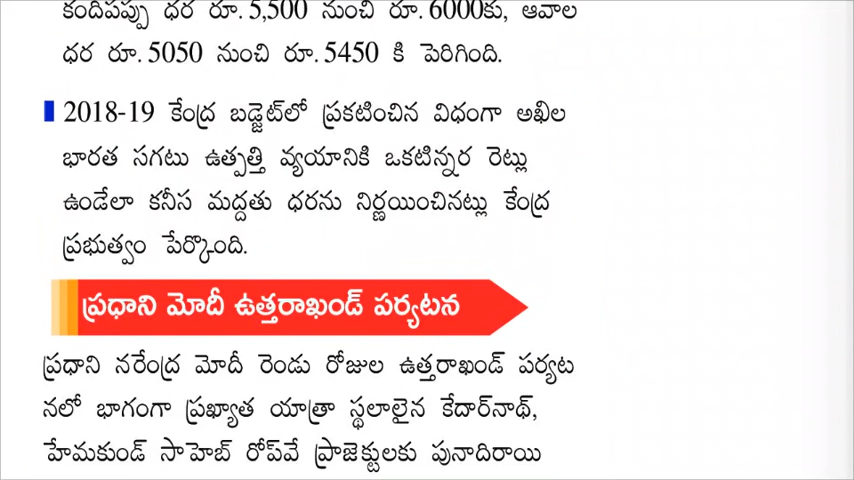 కందిపప్పు ధర రూ. 5,500 నుంచి రూ. 6000కు, ఆవాల
ధర రూ. 5050 నుంచి రూ. 5450 కి పెరిగింది.
2018-19 కేంద్ర బడ్జెట్‌లో ప్రకటించిన విధంగా అఖిల
భారత సగటు ఉత్పత్తి వ్యయానికి ఒకటిన్నర రెట్లు
ఉండేలా కనీస మద్దతు ధరను నిర్ణయించినట్లు కేంద్ర
ప్రభుత్వం పేర్కొంది.
ప్రధాని మోదీ ఉత్తరాఖండ్ పర్యటన
ప్రధాని నరేంద్ర మోదీ రెండు రోజుల ఉత్తరాఖండ్ పర్యట
నలో భాగంగా ప్రఖ్యాత యాత్రా స్థలాలైన కేదార్‌నాథ్,
హేమకుండ్ సాహెబ్ రోప్‌వే ప్రాజెక్టులకు పునాదిరాయి